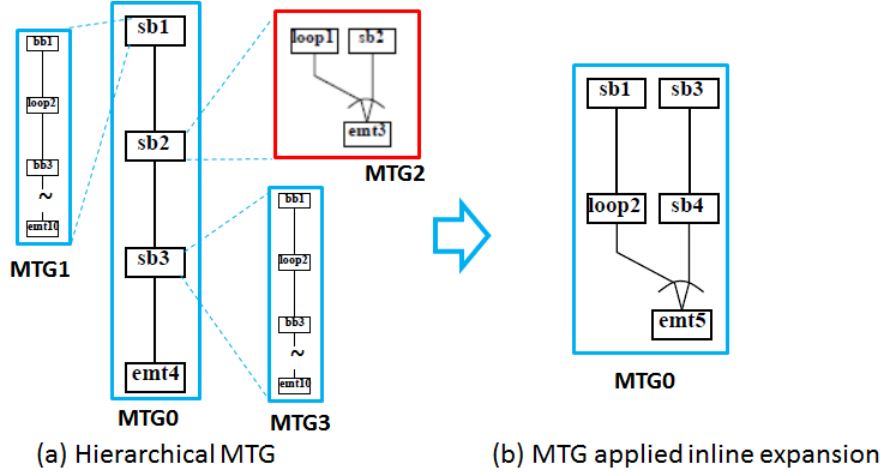 bb1
loop2
bb3
~
emt10
MTG1
sb1
sb2
sb3
emt4
MTG0
loop1 sb2
emt3
MTG2
bb1
loop2
bb3
~
emt10
MTG3
(a) Hierarchical MTG
sb1 sb3
loop2 sb4
emt5
MTG0
(b) MTG applied inline expansion